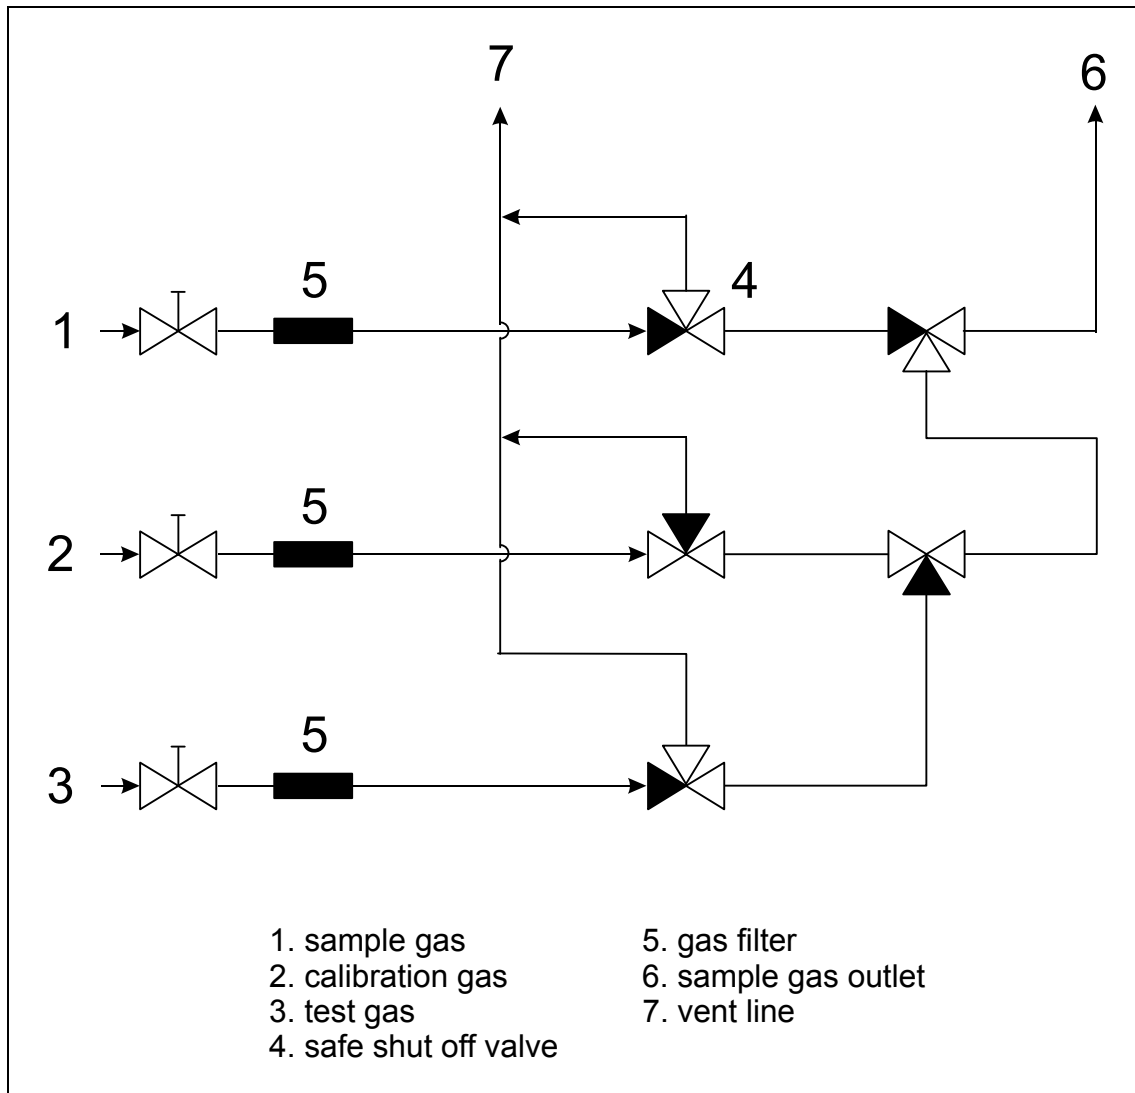 7
6
5
4
1
5
2
5
3
1. sample gas
2. calibration gas
3. test gas
4. safe shut off valve
5. gas filter
6. sample gas outlet
7. vent line